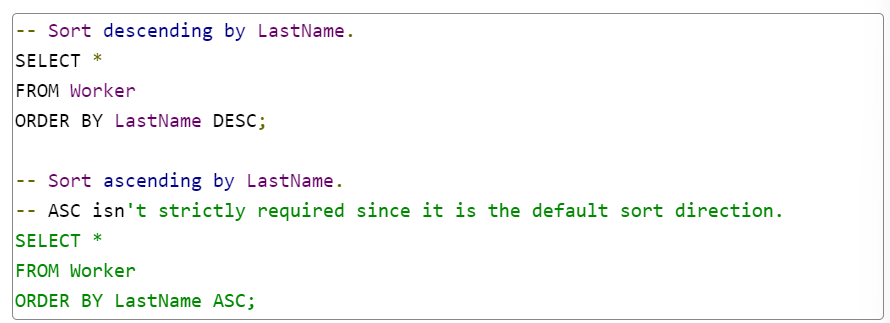 -- Sort descending by LastName.
SELECT *
FROM Worker
ORDER BY LastName DESC;
-- Sort ascending by LastName.
-- ASC isn't strictly required since it is the default sort direction.
SELECT *
FROM Worker
ORDER BY LastName ASC;